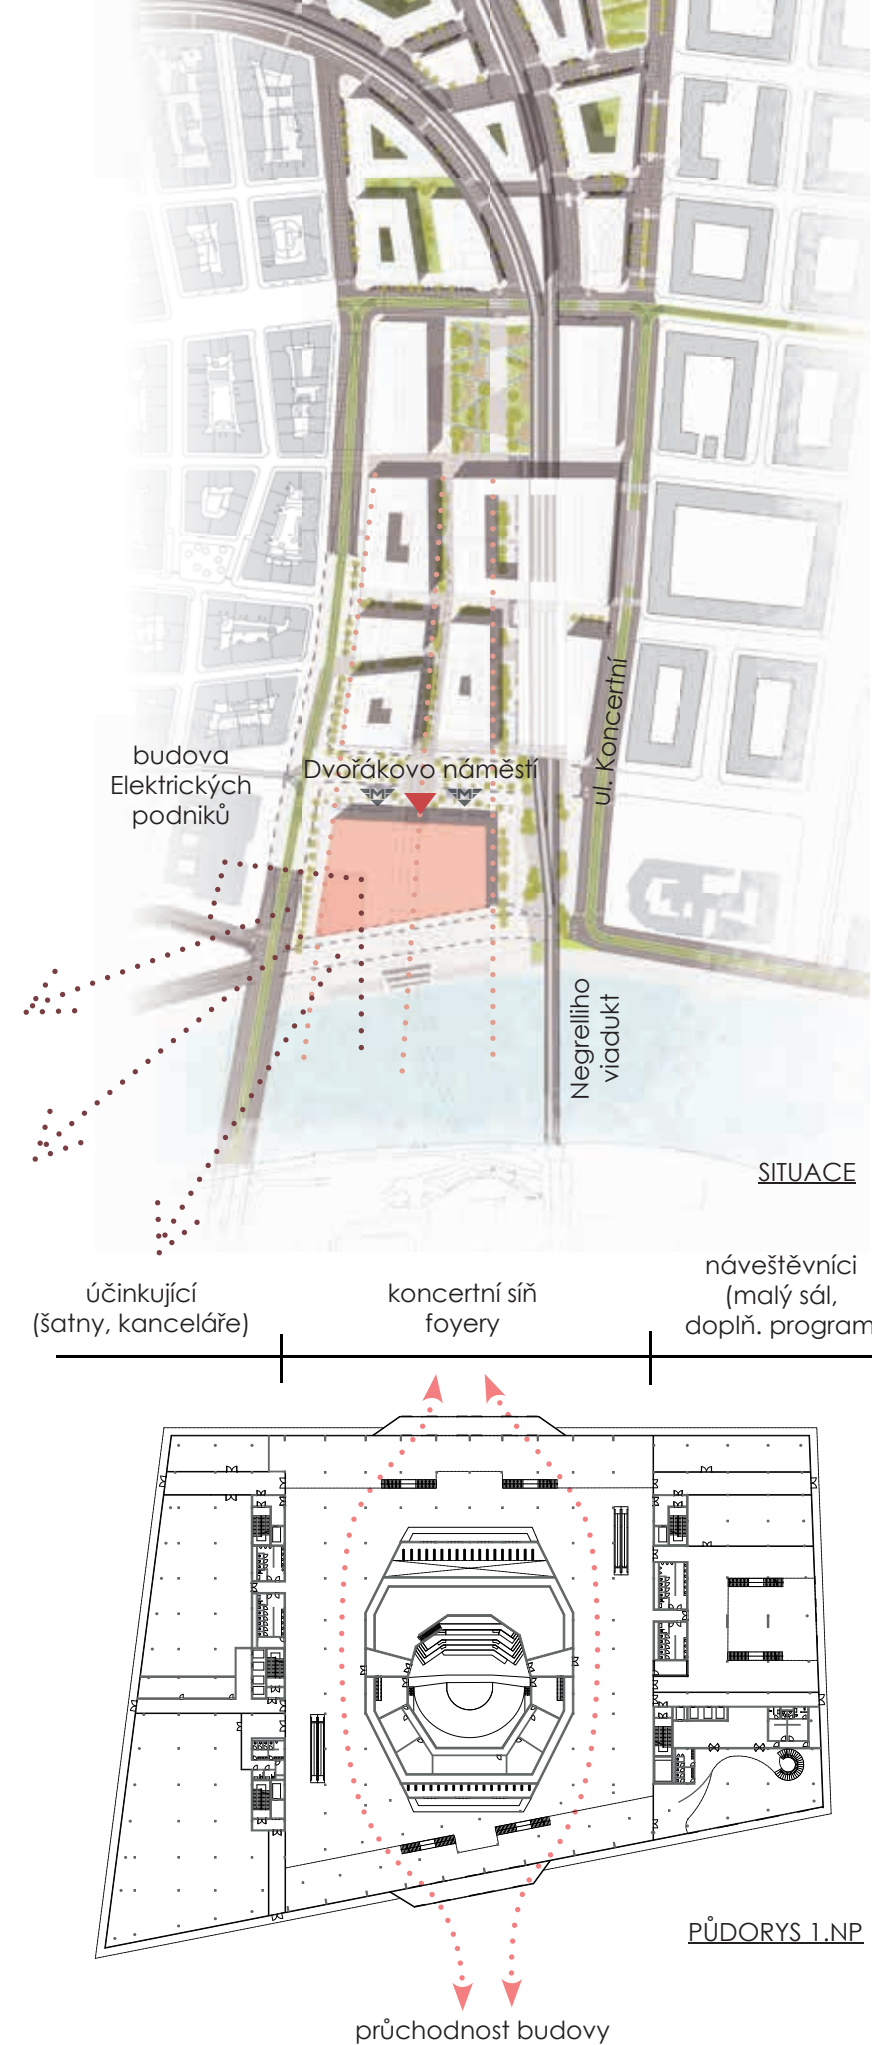 budova
Elektrických
podniků
Dvořákovo náměstí
M
M
ul. Koncertní
Negrelliho
viadukt
SITUACE
účinkující
(šatny, kanceláře)
koncertní síň
foyery
náveštěvníci
(malý sál,
doplň. program
PŮDORYS 1.NP
průchodnost budovy